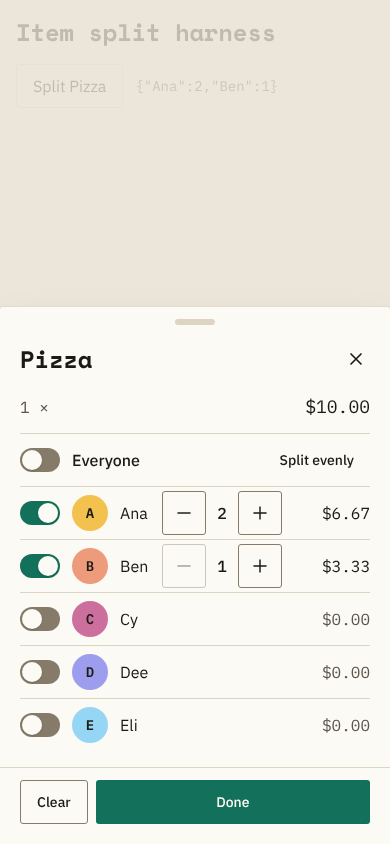 Item split harness
Split Pizza {"Ana":2,"Ben":1}
Pizza ×
1 × $10.00
Everyone Split evenly
A Ana − 2 + $6.67
B Ben − 1 + $3.33
C Cy $0.00
D Dee $0.00
E Eli $0.00
Clear Done